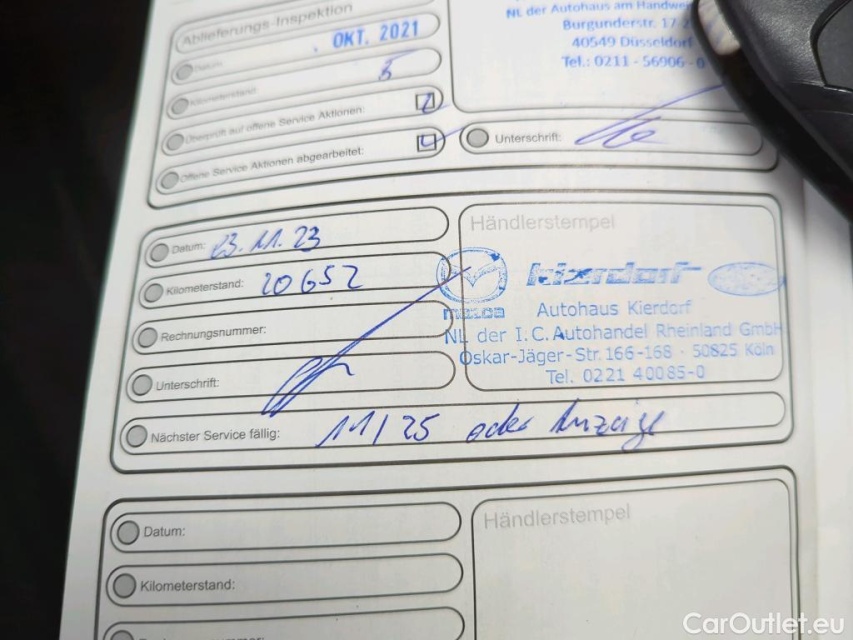 Ablieferungs-Inspektion
NL der Autohaus am Handwe
Burgunderstr. 17-2
40549 Düsseldorf
Tel.: 0211 - 56906 - 0
Datum:
. OKT. 2021
Kilometerstand:
5
Überprüft auf offene Service Aktionen:
Offene Service Aktionen abgearbeitet:
Unterschrift:
Datum: 23.11.23
Händlerstempel
Kilometerstand: 20652
mazda
Kierdorf
Autohaus Kierdorf
Rechnungsnummer:
NL der I.C. Autohandel Rheinland GmbH
Oskar-Jäger-Str. 166-168 · 50825 Köln
Unterschrift:
Tel. 0221 40085-0
Nächster Service fällig: 11/25 oder Anzeige
Datum:
Händlerstempel
Kilometerstand:
CarOutlet.eu